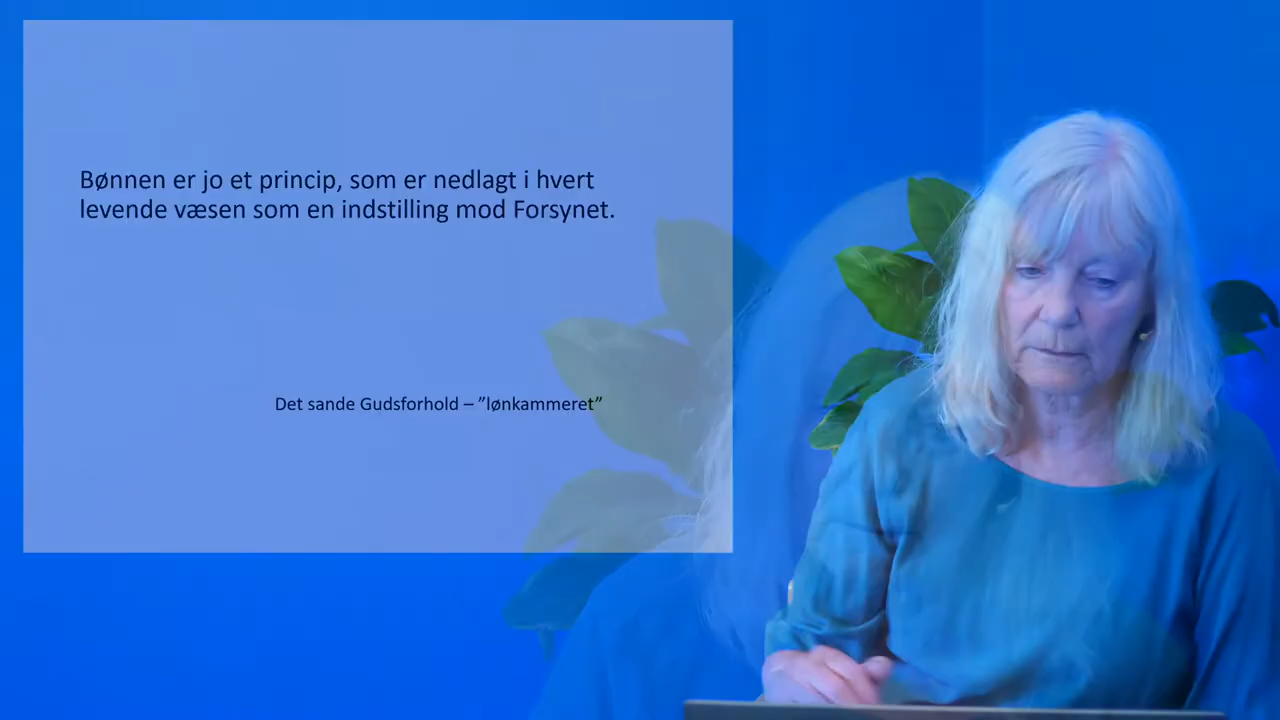 Bønnen er jo et princip, som er nedlagt i hvert
levende væsen som en indstilling mod Forsynet.
Det sande Gudsforhold – ”lønkammeret”